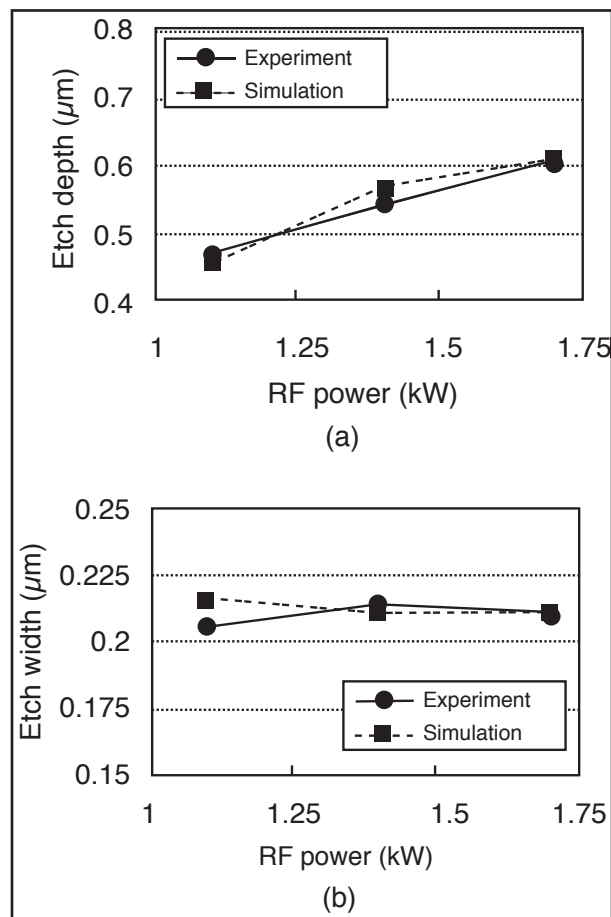 0.8
0.7
0.6
0.5
0.4
Etch depth (µm)
Experiment
Simulation
1
1.25
1.5
1.75
RF power (kW)
(a)
0.25
0.225
0.2
0.175
0.15
Etch width (µm)
Experiment
Simulation
1
1.25
1.5
1.75
RF power (kW)
(b)